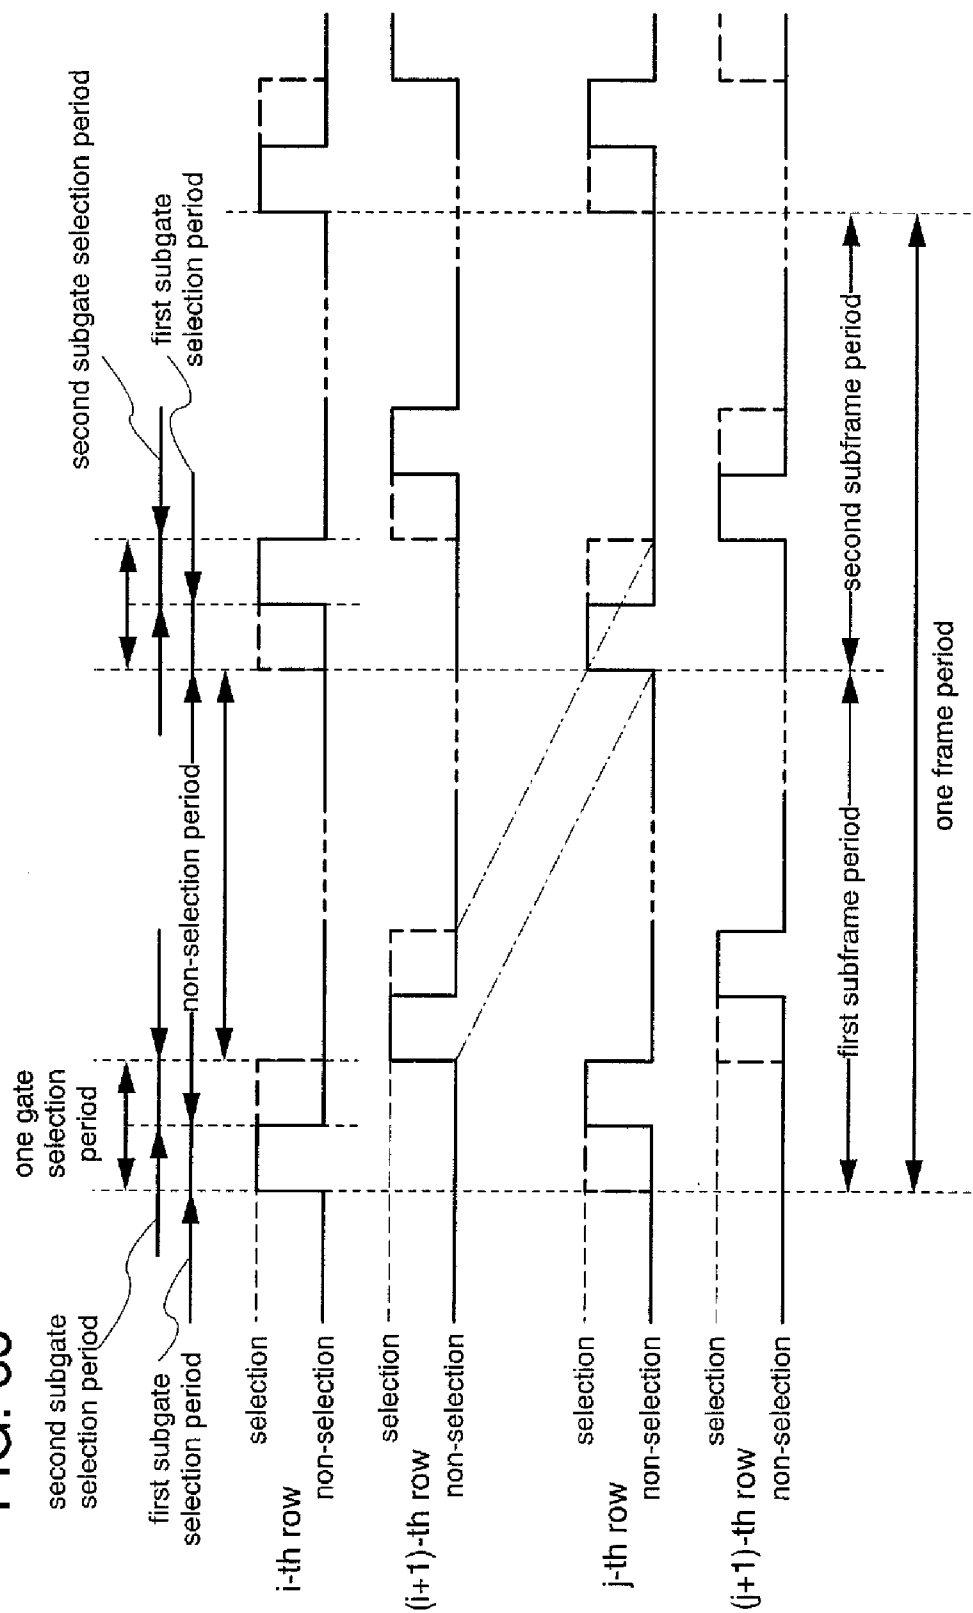 second subgate
selection period
first subgate
selection period
one gate
selection
period
non-selection period
second subgate selection period
first subgate
selection period
i-th row
selection
non-selection
(i+1)-th row
selection
non-selection
j-th row
selection
non-selection
(j+1)-th row
selection
non-selection
first subframe period
second subframe period
one frame period